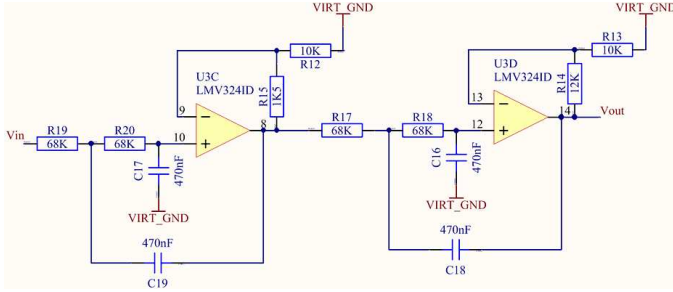 VIRT_GND
VIRT_GND
10K
R12
R13
10K
U3C
LMV324ID
R15
1K5
U3D
LMV324ID
R14
12K
9
8
10
13
14
12
Vin
R19
68K
R20
68K
R17
68K
R18
68K
Vout
C17
470nF
C16
470nF
VIRT_GND
VIRT_GND
470nF
C19
470nF
C18